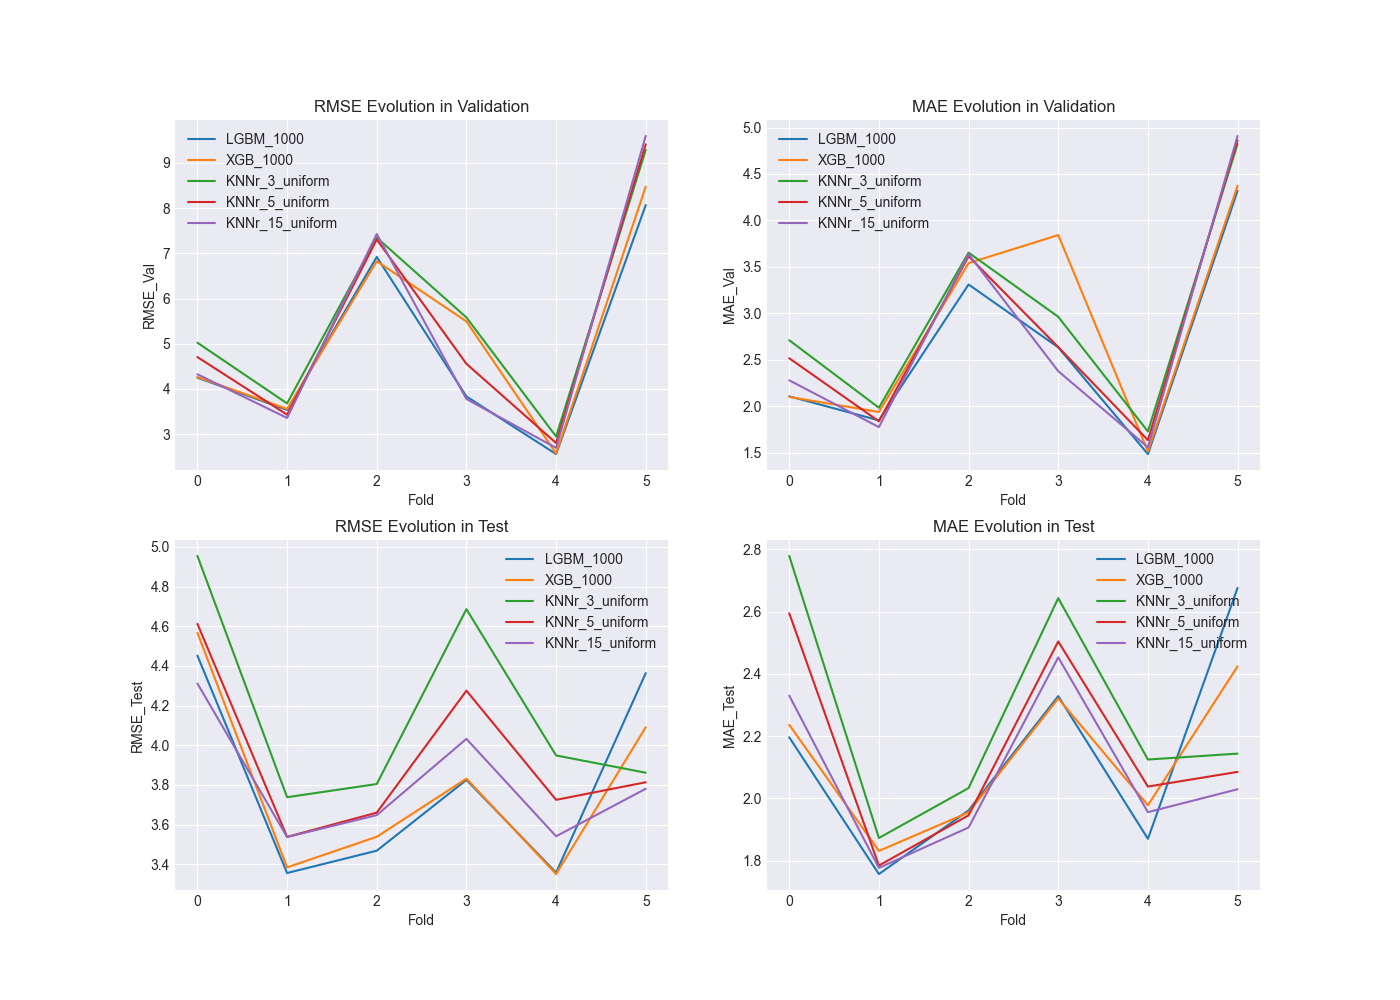 RMSE Evolution in Validation
RMSE_Val
9
8
7
6
5
4
3
LGBM_1000
XGB_1000
KNNr_3_uniform
KNNr_5_uniform
KNNr_15_uniform
0 1 2 3 4 5
Fold
MAE Evolution in Validation
MAE_Val
5.0
4.5
4.0
3.5
3.0
2.5
2.0
1.5
LGBM_1000
XGB_1000
KNNr_3_uniform
KNNr_5_uniform
KNNr_15_uniform
0 1 2 3 4 5
Fold
RMSE Evolution in Test
RMSE_Test
5.0
4.8
4.6
4.4
4.2
4.0
3.8
3.6
3.4
LGBM_1000
XGB_1000
KNNr_3_uniform
KNNr_5_uniform
KNNr_15_uniform
0 1 2 3 4 5
Fold
MAE Evolution in Test
MAE_Test
2.8
2.6
2.4
2.2
2.0
1.8
LGBM_1000
XGB_1000
KNNr_3_uniform
KNNr_5_uniform
KNNr_15_uniform
0 1 2 3 4 5
Fold